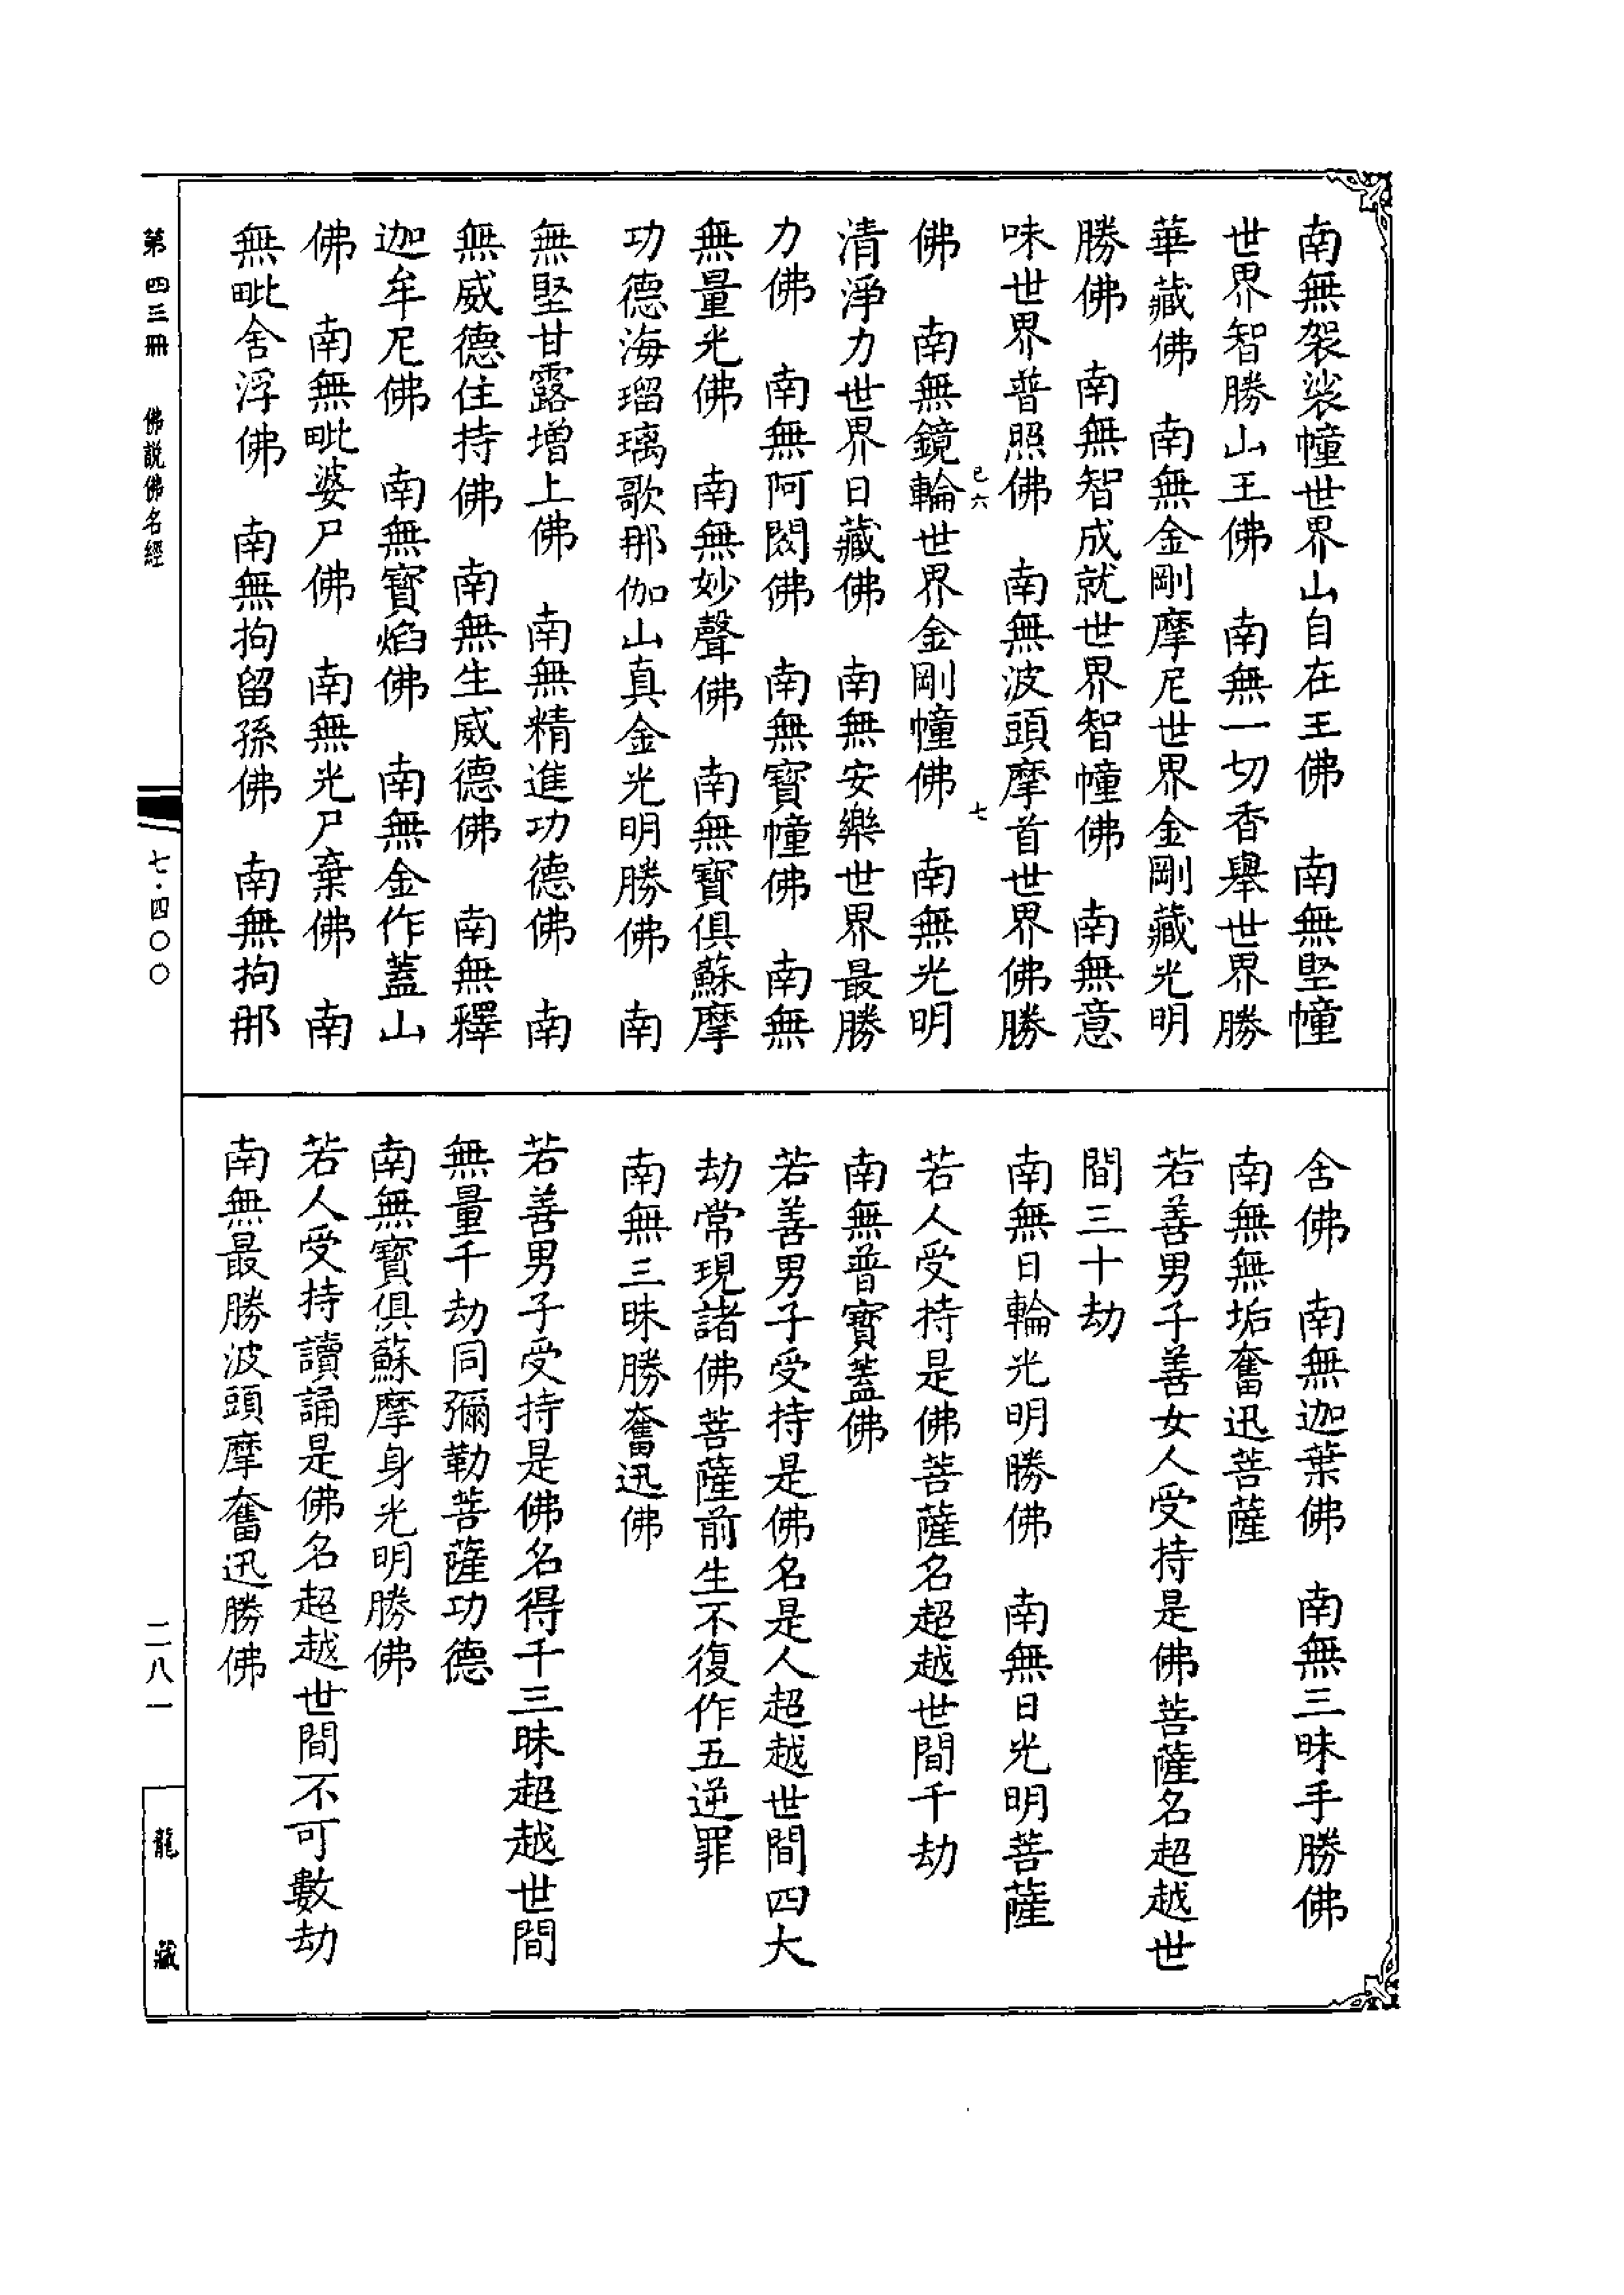 南無袈裟幢世界山自在王佛　南無堅幢
世界智勝山王佛　南無一切香舉世界勝
華藏佛　南無金剛摩尼世界金剛藏光明
勝佛　南無智成就世界智幢佛　南無意
味世界普照佛　南無波頭摩首世界佛勝
佛　南無鏡輪世界金剛幢佛　南無光明
清淨力世界日藏佛　南無安樂世界最勝
力佛　南無阿閦佛　南無寶幢佛　南無
無量光佛　南無妙聲佛　南無寶俱蘇摩
功德海瑠璃歌那伽山真金光明勝佛　南
無堅甘露增上佛　南無精進功德佛　南
無威德住持佛　南無生威德佛　南無釋
迦牟尼佛　南無寶焰佛　南無金作蓋山
佛　南無毗婆尸佛　南無光尸棄佛　南
無毗舍浮佛　南無拘留孫佛　南無拘那
己六　七
舍佛　南無迦葉佛　南無三昧手勝佛
南無無垢奮迅菩薩
若善男子善女人受持是佛菩薩名超越世
間三十劫
南無日輪光明勝佛　南無日光明菩薩
若人受持是佛菩薩名超越世間千劫
南無普寶蓋佛
若善男子受持是佛名是人超越世間四大
劫常現諸佛菩薩前生不復作五逆罪
南無三昧勝奮迅佛
若善男子受持是佛名得千三昧超越世間
無量千劫同彌勒菩薩功德
南無寶俱蘇摩身光明勝佛
若人受持讀誦是佛名超越世間不可數劫
南無最勝波頭摩奮迅勝佛
第四三冊　佛說佛名經
七·四〇〇
二八一
龍藏